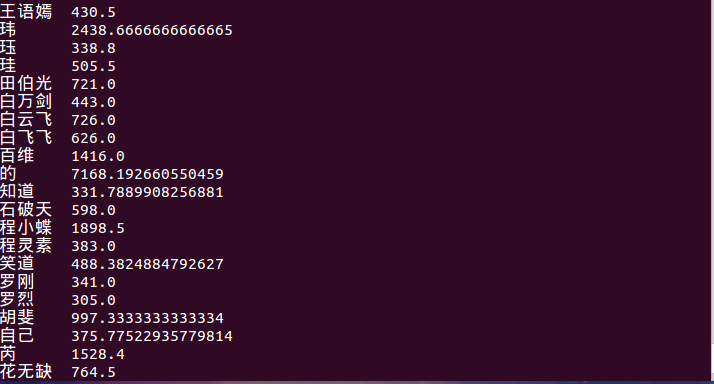 王语嫣 430.5
玮 2438.6666666666665
珏 338.8
珪 505.5
田伯光 721.0
白万剑 443.0
白云飞 726.0
白飞飞 626.0
百维 1416.0
的 7168.192660550459
知道 331.7889908256881
石破天 598.0
程小蝶 1898.5
程灵素 383.0
笑道 488.3824884792627
罗刚 341.0
罗烈 305.0
胡斐 997.3333333333334
自己 375.77522935779814
芮 1528.4
花无缺 764.5